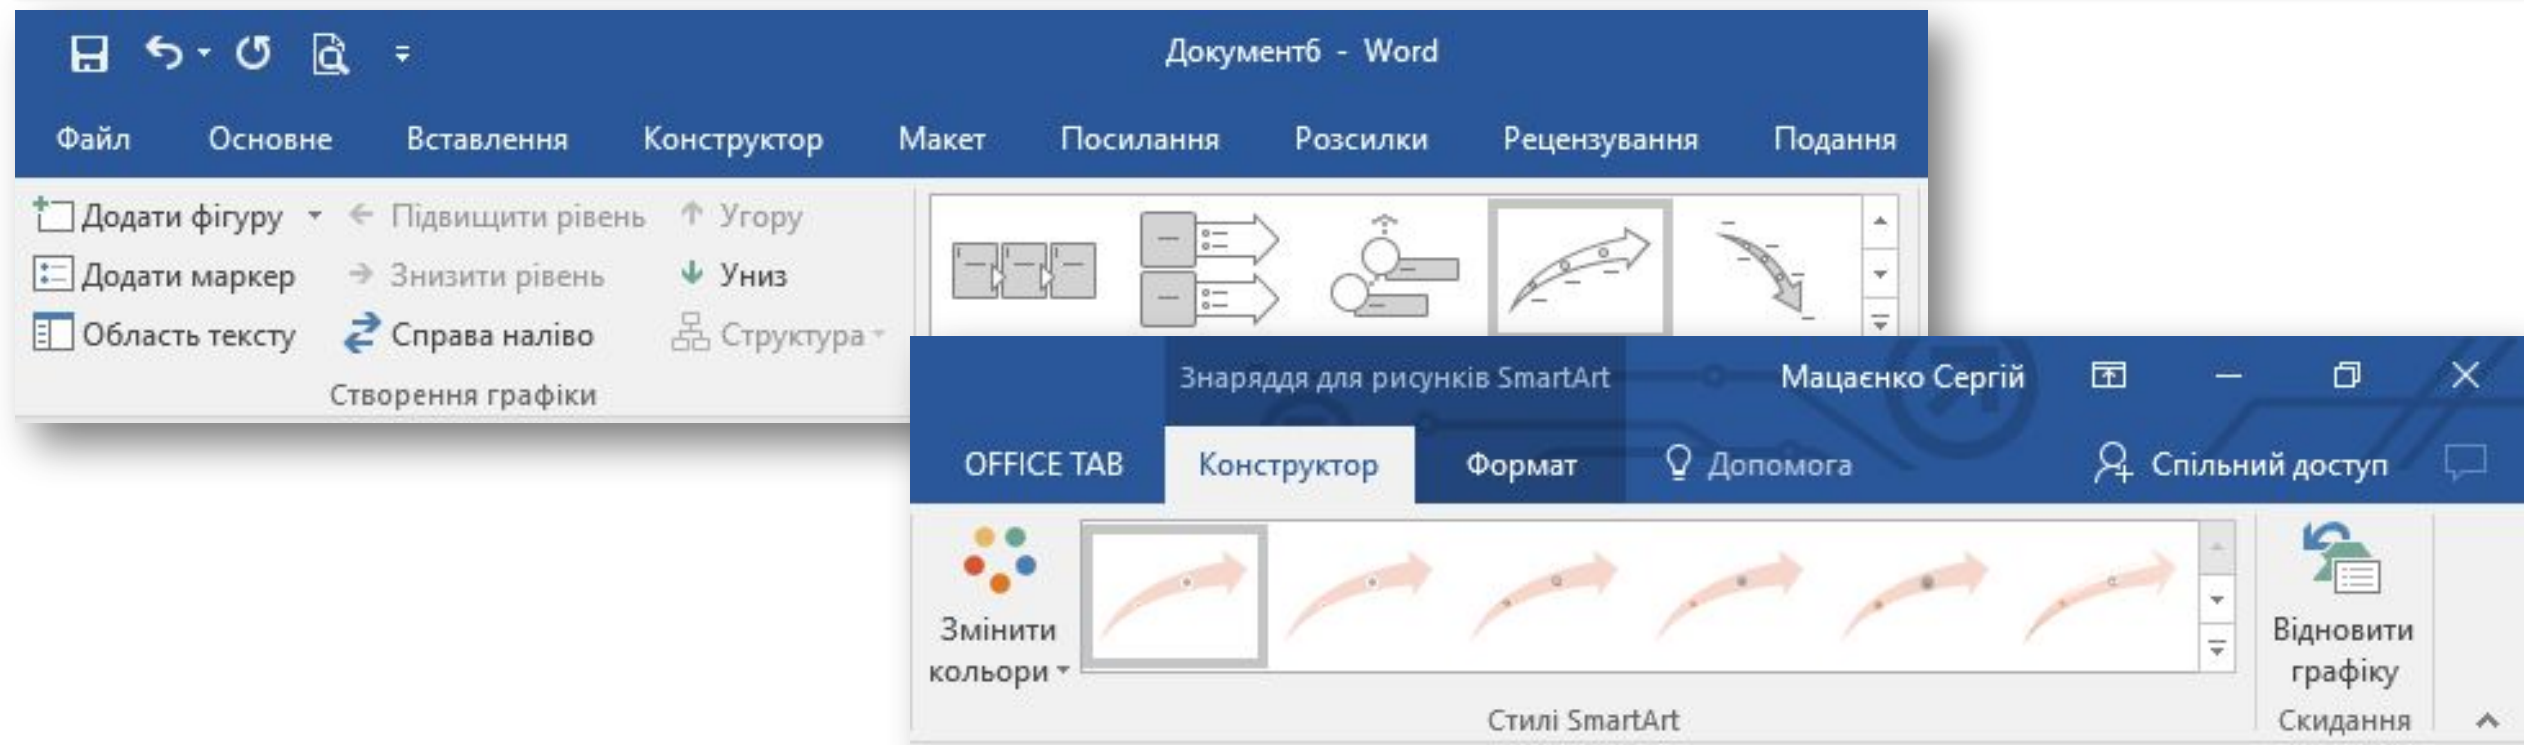 Документ6 - Word
Файл Основне Вставлення Конструктор Макет Посилання Розсилки Рецензування Подання
Додати фігуру Підвищити рівень Угору
Додати маркер Знизити рівень Униз
Область тексту Справа наліво Структура
Створення графіки
Знаряддя для рисунків SmartArt Мацаєнко Сергій
OFFICE TAB Конструктор Формат Допомога Спільний доступ
Змінити
кольори
Відновити
графіку
Стилі SmartArt Скидання